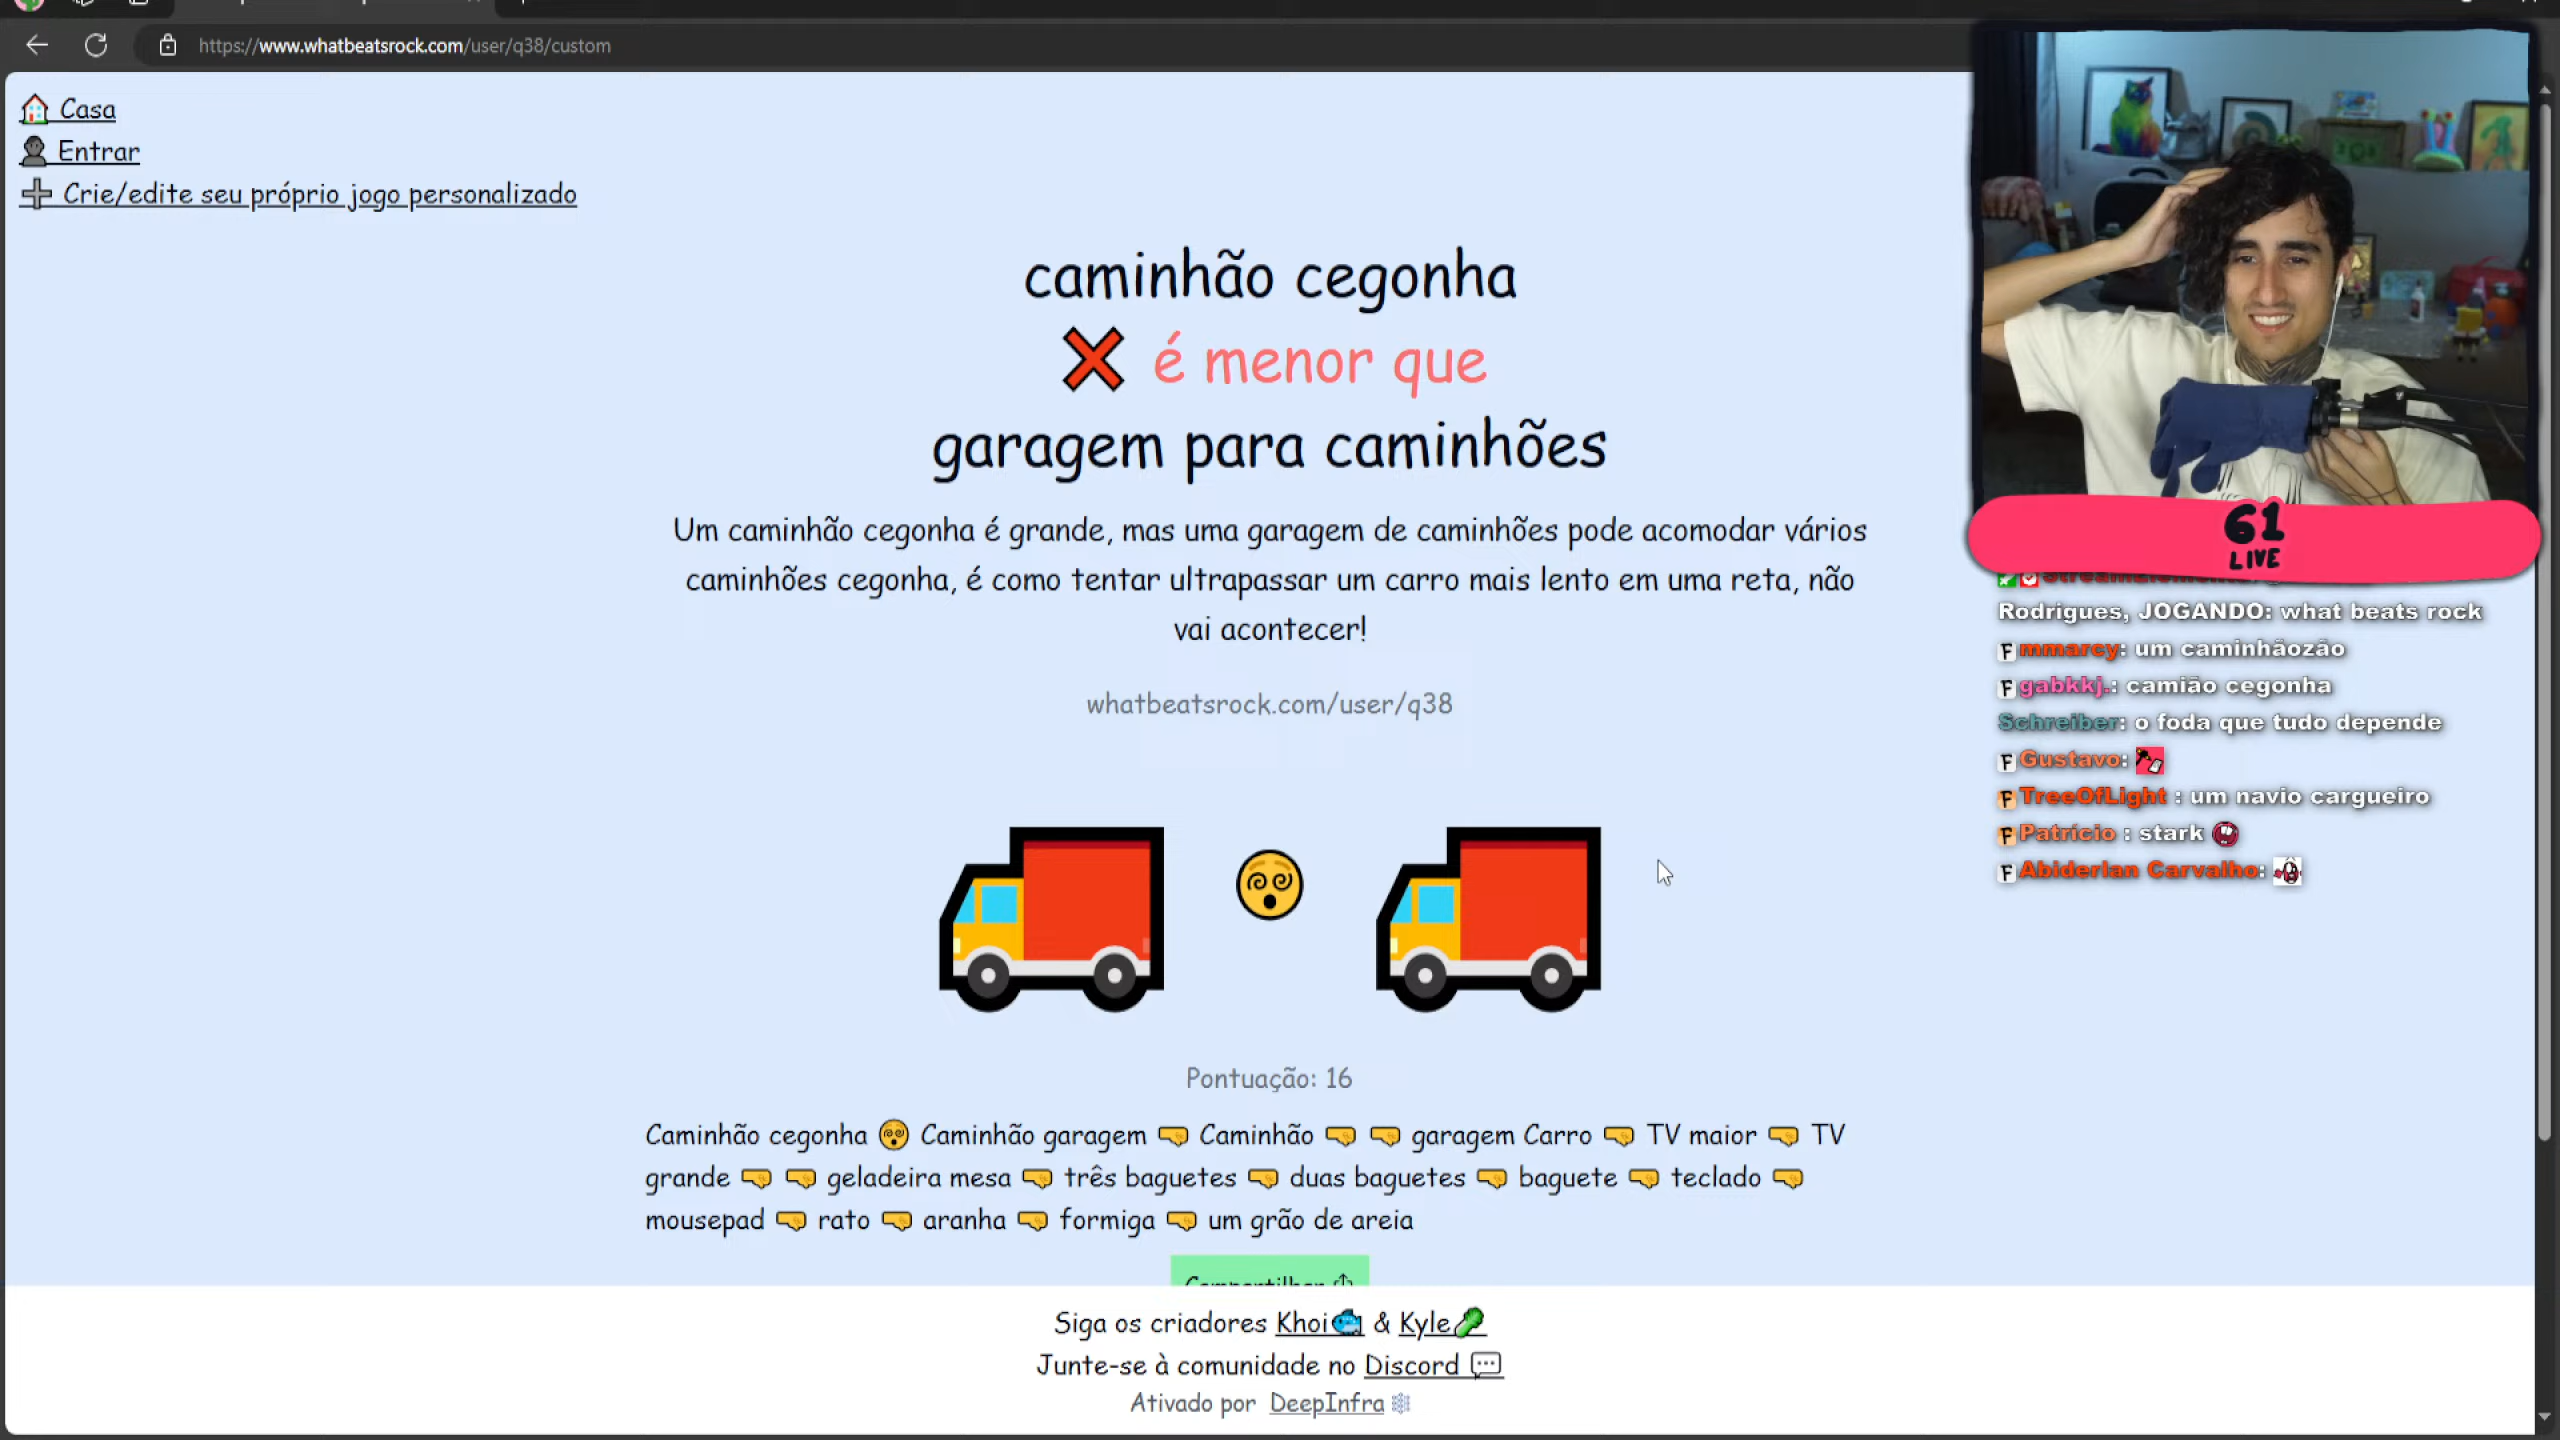 https://www.whatbeatsrock.com/user/q38/custom
Casa
Entrar
Crie/edite seu próprio jogo personalizado
caminhão cegonha
❌ é menor que
garagem para caminhões
Um caminhão cegonha é grande, mas uma garagem de caminhões pode acomodar vários
caminhões cegonha, é como tentar ultrapassar um carro mais lento em uma reta, não
vai acontecer!
whatbeatsrock.com/user/q38
Pontuação: 16
Caminhão cegonha 😵‍💫 Caminhão garagem 🤜 Caminhão 🤜 🤜 garagem Carro 🤜 TV maior 🤜 TV
grande 🤜 🤜 geladeira mesa 🤜 três baguetes 🤜 duas baguetes 🤜 baguete 🤜 teclado 🤜
mousepad 🤜 rato 🤜 aranha 🤜 formiga 🤜 um grão de areia
Compartilhar
Siga os criadores Khoi🐟 & Kyle🥬
Junte-se à comunidade no Discord 💬
Ativado por DeepInfra
61
LIVE
Rodrigues, JOGANDO: what beats rock
F mmarcy: um caminhãozão
F gabkkj.: camião cegonha
Schreiber: o foda que tudo depende
F Gustavo:
F TreeOfLight : um navio cargueiro
F Patrício : stark
F Abiderlan Carvalho: